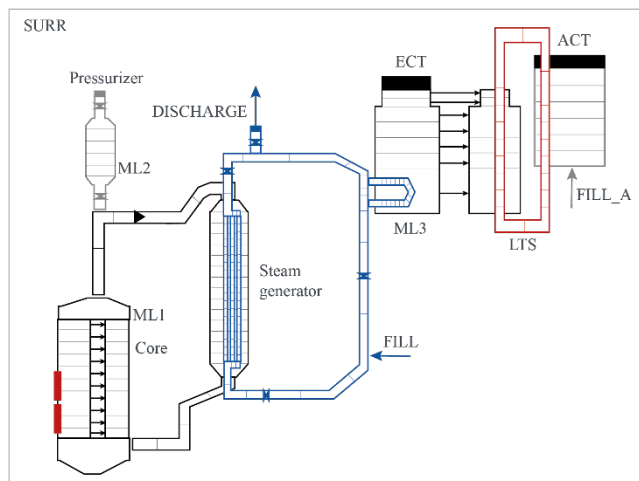 SURR
Pressurizer
ML2
DISCHARGE
ECT
ACT
ML3
LTS
FILL_A
Steam
generator
ML1
Core
FILL